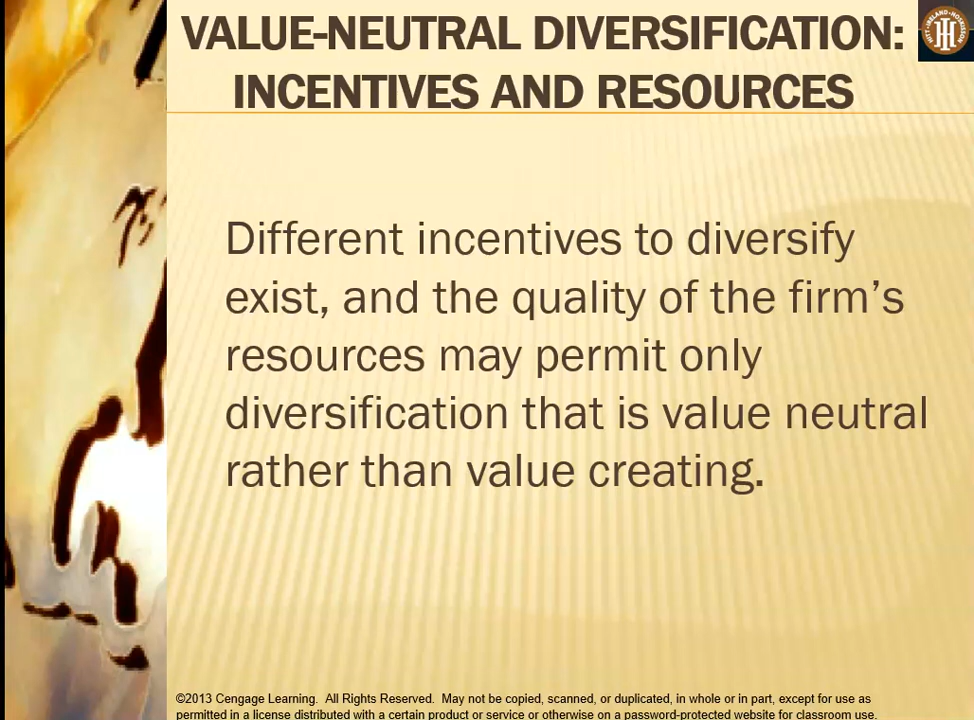 VALUE-NEUTRAL DIVERSIFICATION:
INCENTIVES AND RESOURCES
HITT•IRELAND•HOSKISSON
Different incentives to diversify
exist, and the quality of the firm’s
resources may permit only
diversification that is value neutral
rather than value creating.
©2013 Cengage Learning. All Rights Reserved. May not be copied, scanned, or duplicated, in whole or in part, except for use as
permitted in a license distributed with a certain product or service or otherwise on a password-protected website for classroom use.